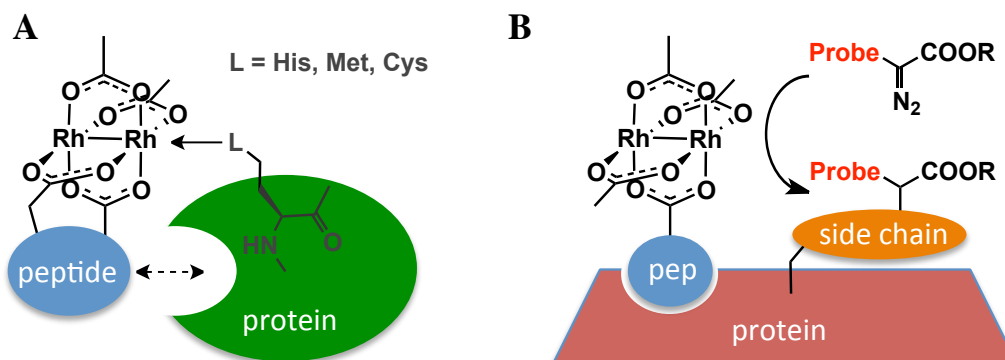 A
L = His, Met, Cys
O O O
O
Rh Rh
L
O O
O O
HN
O
peptide
protein
B
Probe COOR
N2
O O O
O
Rh Rh
O O
O O
Probe COOR
side chain
pep
protein